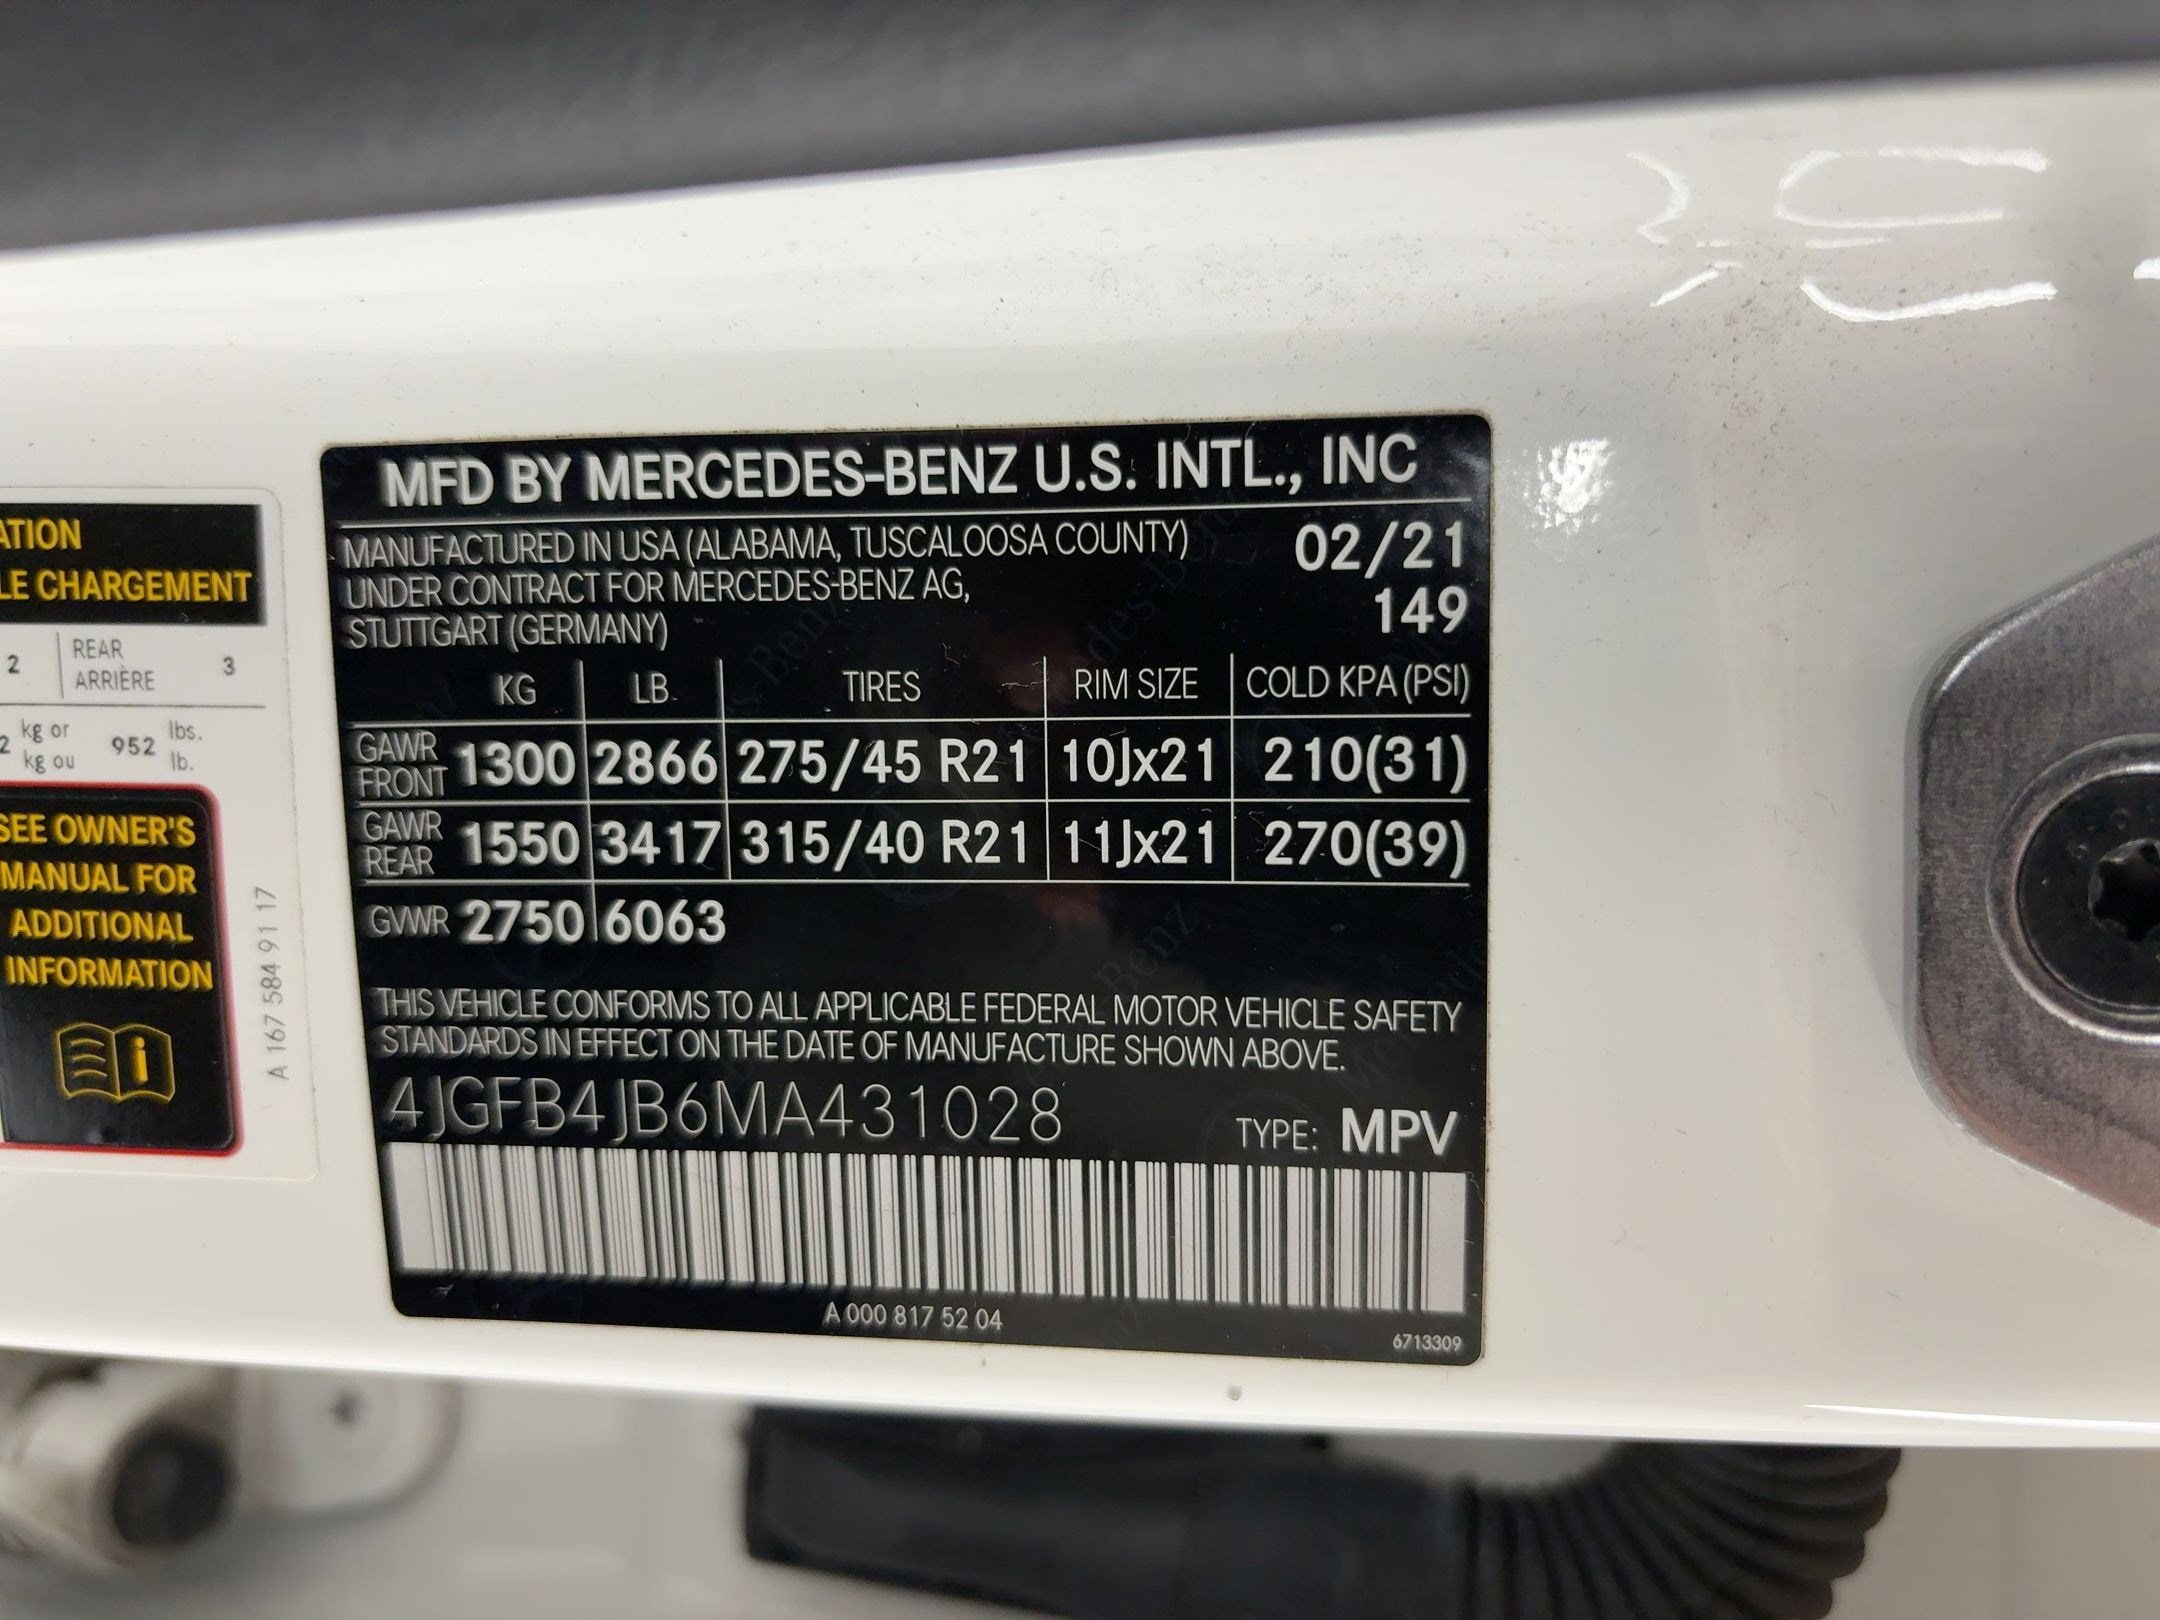 MFD BY MERCEDES-BENZ U.S. INTL., INC
MANUFACTURED IN USA (ALABAMA, TUSCALOOSA COUNTY) 02/21
UNDER CONTRACT FOR MERCEDES-BENZ AG, 149
STUTTGART (GERMANY)
KG LB TIRES RIM SIZE COLD KPA (PSI)
GAWR FRONT 1300 2866 275/45 R21 10Jx21 210(31)
GAWR REAR 1550 3417 315/40 R21 11Jx21 270(39)
GVWR 2750 6063
THIS VEHICLE CONFORMS TO ALL APPLICABLE FEDERAL MOTOR VEHICLE SAFETY
STANDARDS IN EFFECT ON THE DATE OF MANUFACTURE SHOWN ABOVE.
4JGFB4JB6MA431028 TYPE: MPV
A 000 817 52 04
6713309
ATION
LE CHARGEMENT
2 REAR 3
ARRIÈRE
2 kg or 952 lbs.
kg ou lb.
SEE OWNER'S
MANUAL FOR
ADDITIONAL
INFORMATION
i
A 167 584 91 17